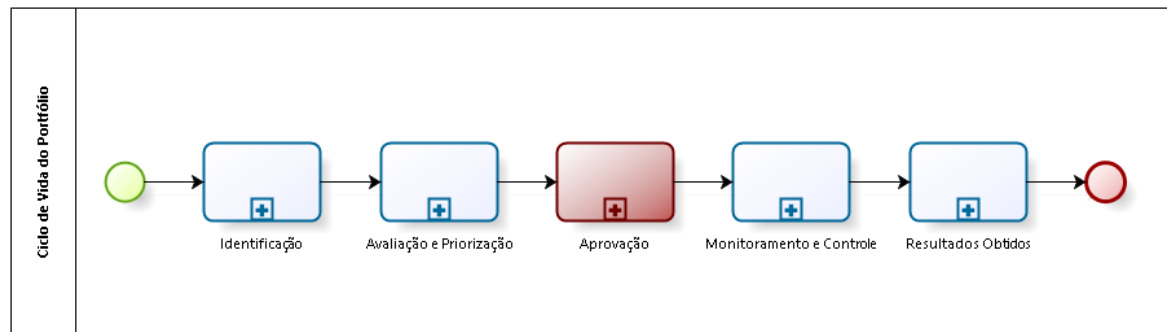 Ciclo de Vida do Portfólio
Identificação
Avaliação e Priorização
Aprovação
Monitoramento e Controle
Resultados Obtidos